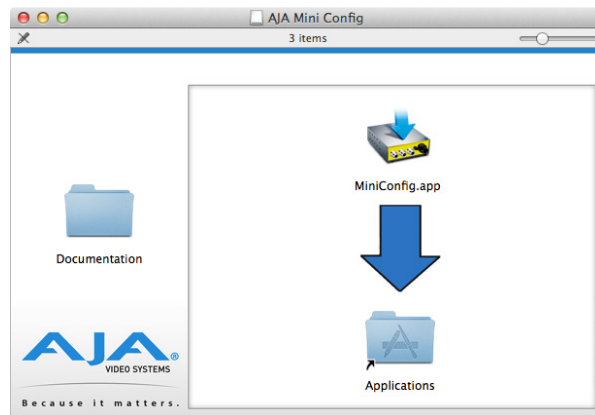 AJA Mini Config
3 items
MiniConfig.app
Documentation
Applications
AJA®
VIDEO SYSTEMS
Because it matters.